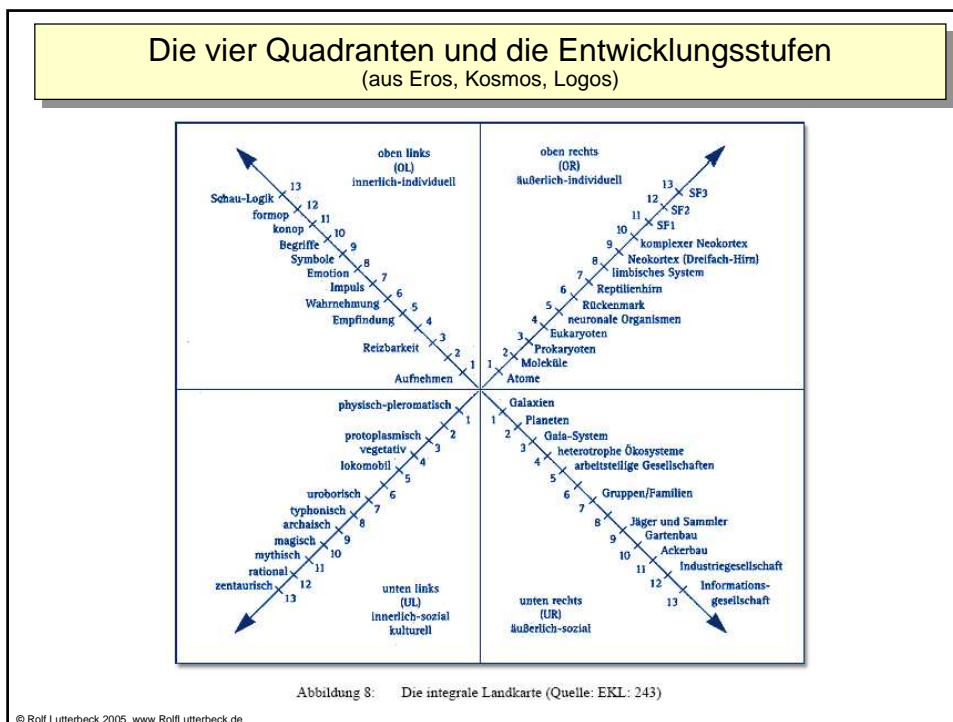 Die vier Quadranten und die Entwicklungsstufen
(aus Eros, Kosmos, Logos)
oben links
(OL)
innerlich-individuell
13
Schau-Logik
12
formop
11
konop
10
Begriffe
9
Symbole
8
Emotion
7
Impuls
6
Wahrnehmung
5
Empfindung
4
3
Reizbarkeit
2
1
Aufnehmen
oben rechts
(OR)
äußerlich-individuell
13
SF3
12
SF2
11
SF1
10
komplexer Neokortex
9
Neokortex (Dreifach-Hirn)
8
limbisches System
7
Reptilienhirn
6
Rückenmark
5
neuronale Organismen
4
Eukaryoten
3
Prokaryoten
2
Moleküle
1
Atome
physisch-pleromatisch
1
2
protoplasmisch
3
vegetativ
4
lokomobil
5
6
uroborisch
7
typhonisch
8
archaisch
9
magisch
10
mythisch
11
rational
12
zentaurisch
13
unten links
(UL)
innerlich-sozial
kulturell
Galaxien
1
Planeten
2
Gaia-System
3
heterotrophe Ökosysteme
4
arbeitsteilige Gesellschaften
5
6
Gruppen/Familien
7
8
Jäger und Sammler
9
Gartenbau
10
Ackerbau
11
Industriegesellschaft
12
Informations-
gesellschaft
13
unten rechts
(UR)
äußerlich-sozial
Abbildung 8: Die integrale Landkarte (Quelle: EKL: 243)
© Rolf Lutterbeck 2005, www.RolfLutterbeck.de